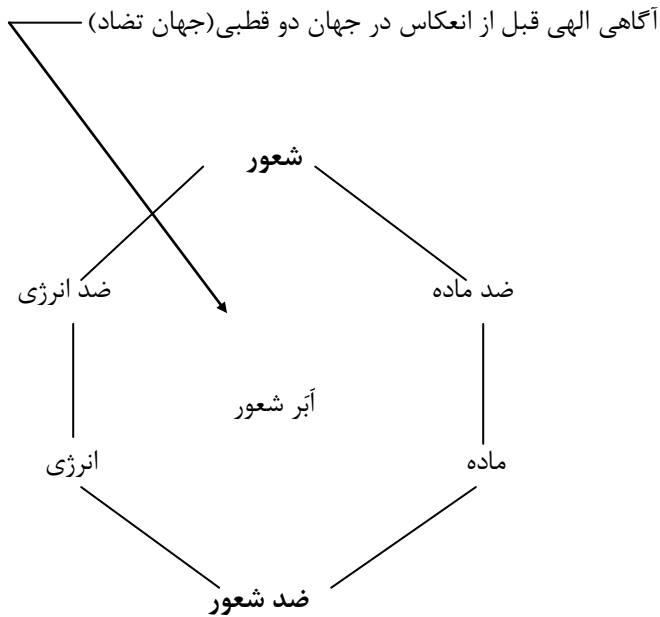 آگاهی الهی قبل از انعکاس در جهان دو قطبی(جهان تضاد)
شعور
ضد ماده
ضد انرژی
اَبَر شعور
ماده
انرژی
ضد شعور